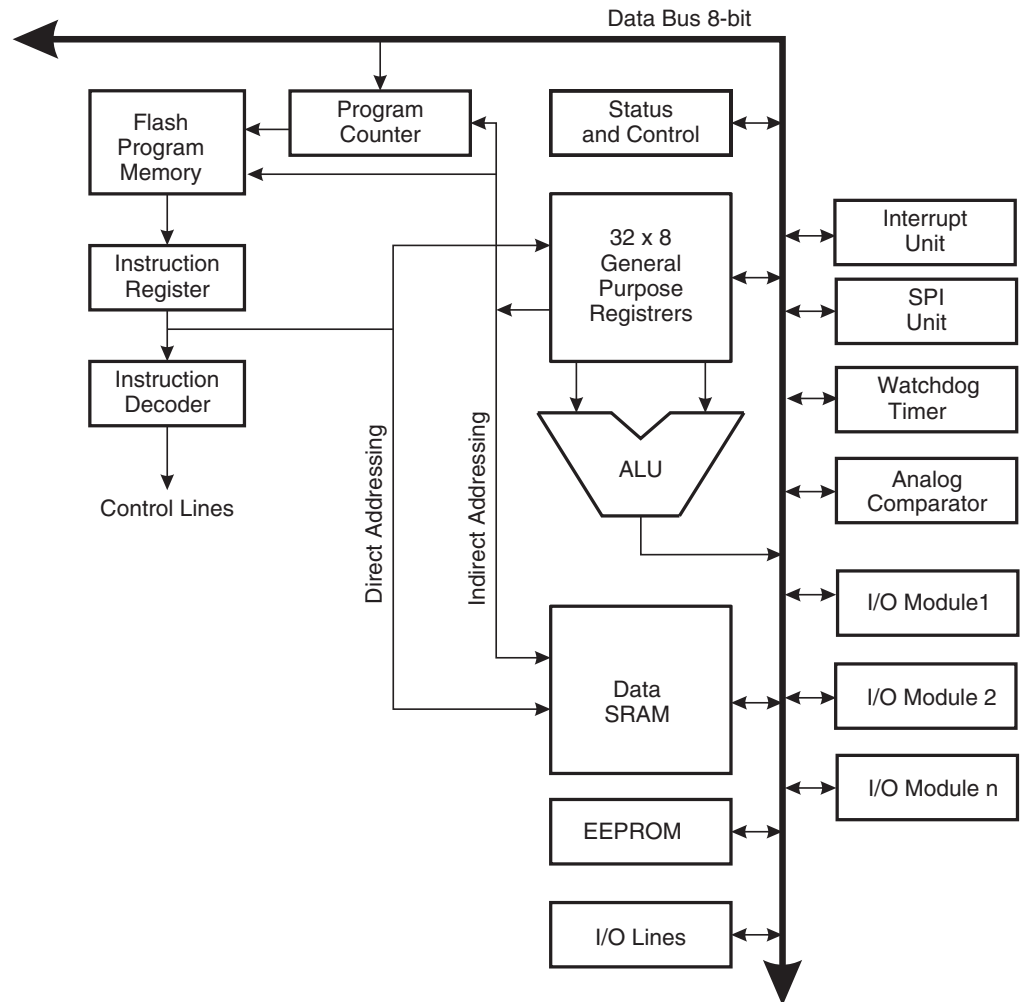 Data Bus 8-bit
Flash
Program
Memory
Program
Counter
Status
and Control
32 x 8
General
Purpose
Registrers
Interrupt
Unit
Instruction
Register
SPI
Unit
Instruction
Decoder
Watchdog
Timer
ALU
Control Lines
Analog
Comparator
Direct Addressing
Indirect Addressing
I/O Module1
Data
SRAM
I/O Module 2
I/O Module n
EEPROM
I/O Lines